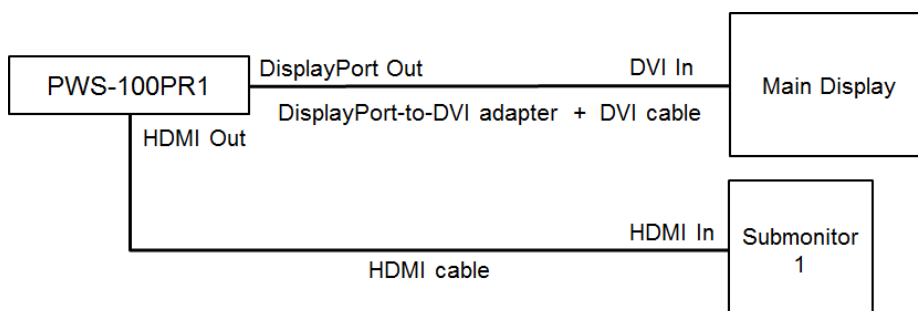 PWS-100PR1
DisplayPort Out
DVI In
Main Display
DisplayPort-to-DVI adapter + DVI cable
HDMI Out
HDMI In
Submonitor
1
HDMI cable